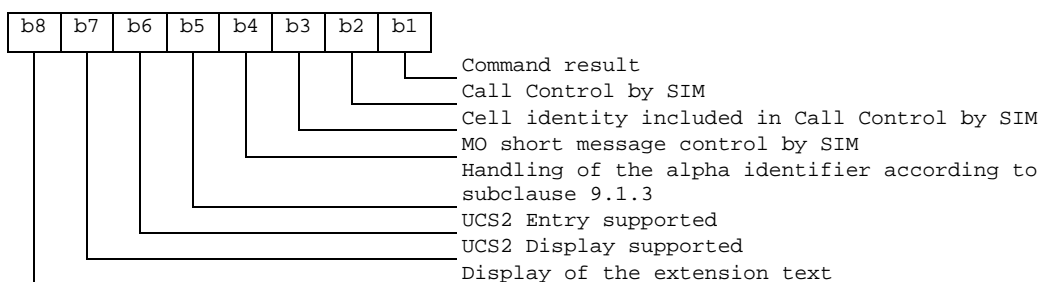 b8 b7 b6 b5 b4 b3 b2 b1
Command result
Call Control by SIM
Cell identity included in Call Control by SIM
MO short message control by SIM
Handling of the alpha identifier according to
subclause 9.1.3
UCS2 Entry supported
UCS2 Display supported
Display of the extension text